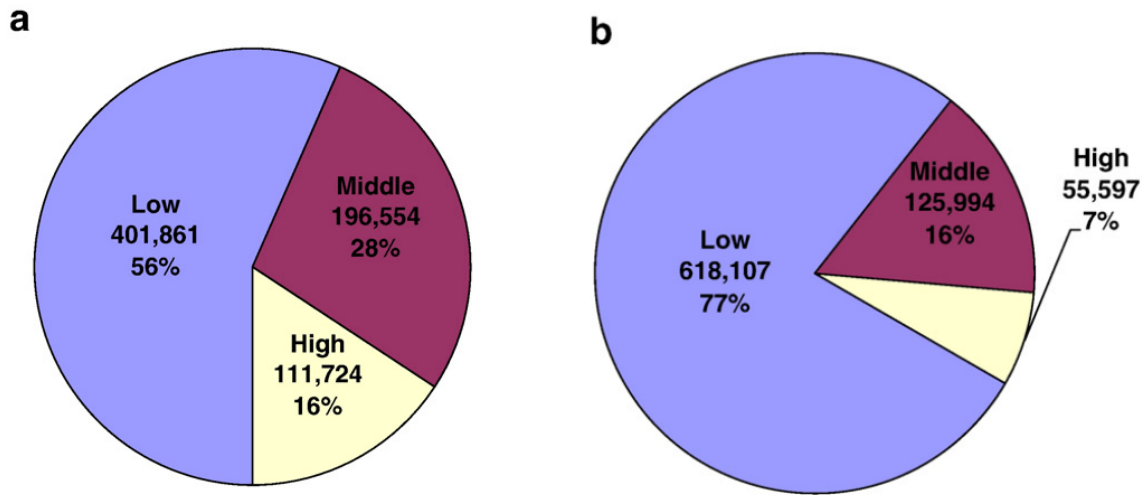 a
Low
401,861
56%
Middle
196,554
28%
High
111,724
16%
b
Low
618,107
77%
Middle
125,994
16%
High
55,597
7%